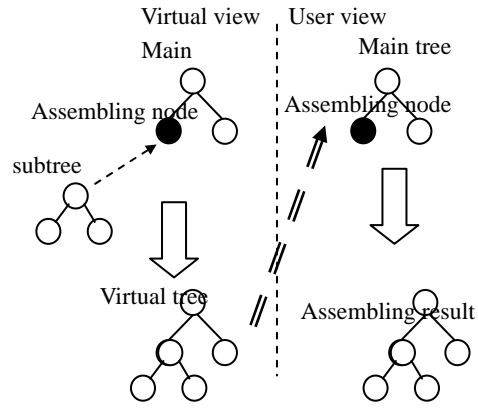 Virtual view
User view
Main
Main tree
Assembling node
Assembling node
subtree
Virtual tree
Assembling result